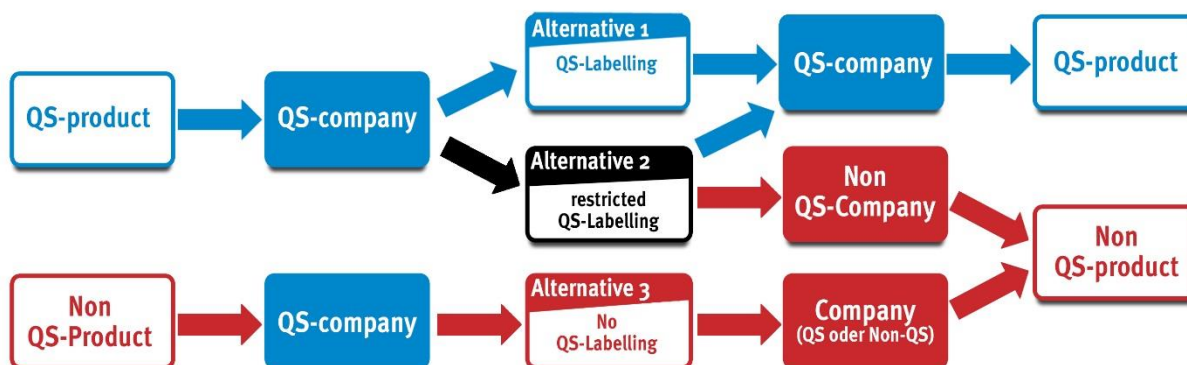 Alternative 1
QS-Labelling
QS-product
QS-company
QS-company
QS-product
Alternative 2
restricted
QS-Labelling
Non
QS-Company
Non
QS-product
Non
QS-Product
QS-company
Alternative 3
No
QS-Labelling
Company
(QS oder Non-QS)